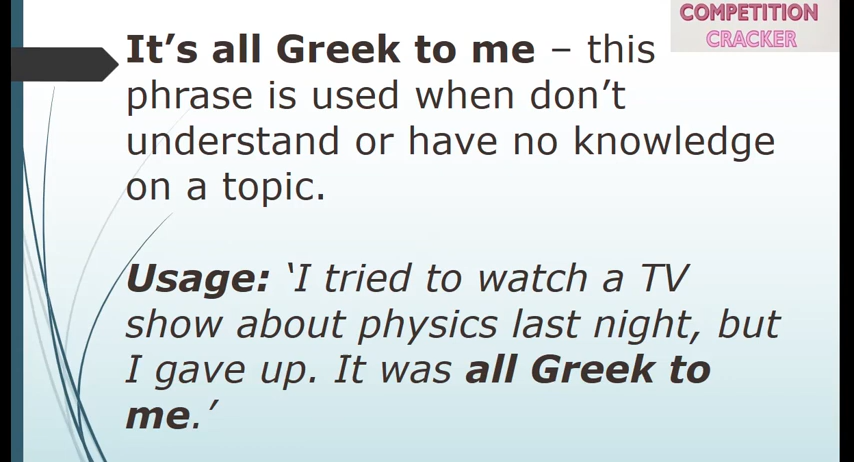 COMPETITION
CRACKER
It’s all Greek to me – this
phrase is used when don’t
understand or have no knowledge
on a topic.
Usage: ‘I tried to watch a TV
show about physics last night, but
I gave up. It was all Greek to
me.’